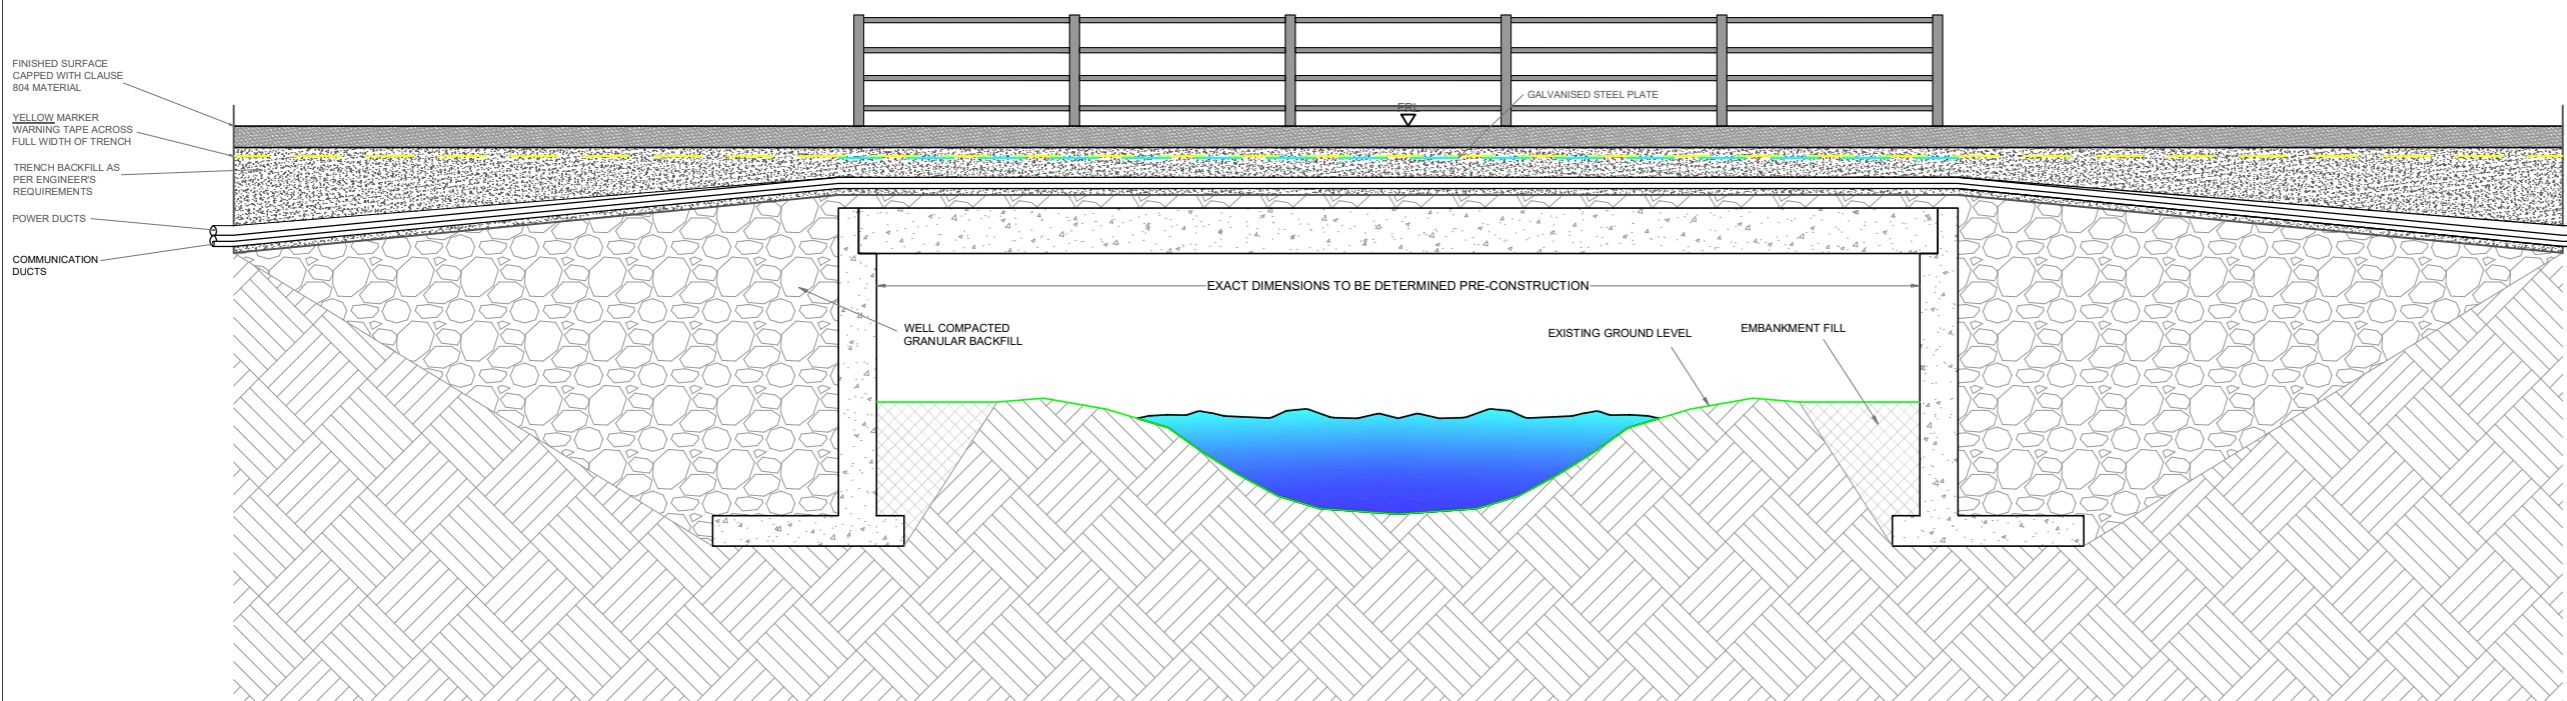 FINISHED SURFACE
CAPPED WITH CLAUSE
804 MATERIAL
YELLOW MARKER
WARNING TAPE ACROSS
FULL WIDTH OF TRENCH
TRENCH BACKFILL AS
PER ENGINEER'S
REQUIREMENTS
POWER DUCTS
COMMUNICATION
DUCTS
FRL
GALVANISED STEEL PLATE
EXACT DIMENSIONS TO BE DETERMINED PRE-CONSTRUCTION
WELL COMPACTED
GRANULAR BACKFILL
EXISTING GROUND LEVEL
EMBANKMENT FILL